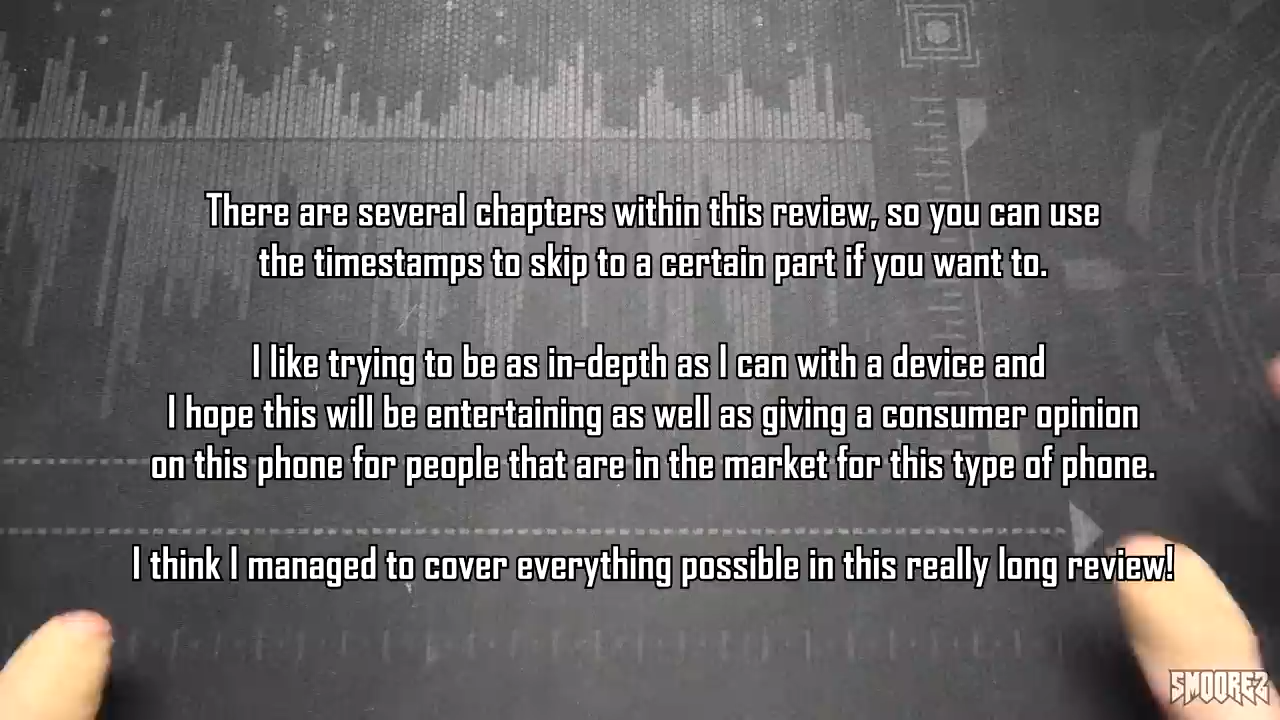 There are several chapters within this review, so you can use
the timestamps to skip to a certain part if you want to.
I like trying to be as in-depth as I can with a device and
I hope this will be entertaining as well as giving a consumer opinion
on this phone for people that are in the market for this type of phone.
I think I managed to cover everything possible in this really long review!
SMOOREZ